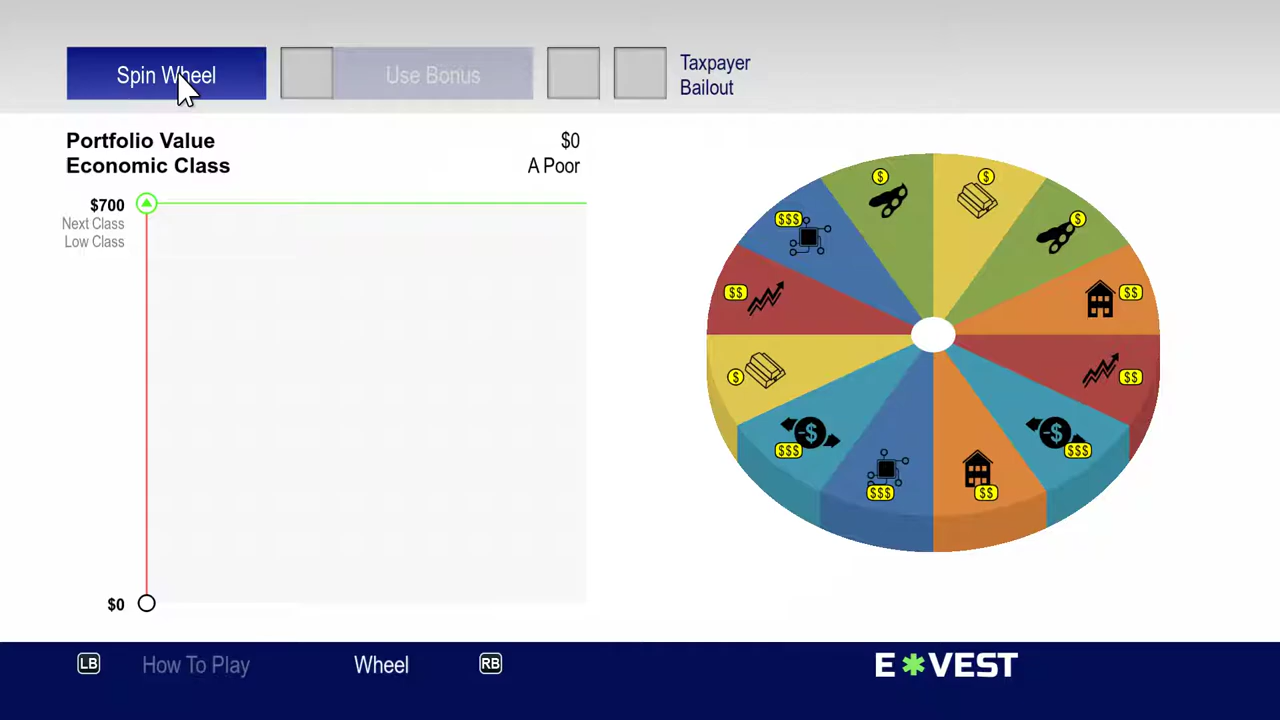 Spin Wheel
Use Bonus
Taxpayer
Bailout
Portfolio Value $0
Economic Class A Poor
$700
Next Class
Low Class
$0
$
$
$
$$$
$$
$$
$
$$
-$
$$$
-$
$$$
$$$
$$
LB
How To Play
Wheel
RB
E*VEST